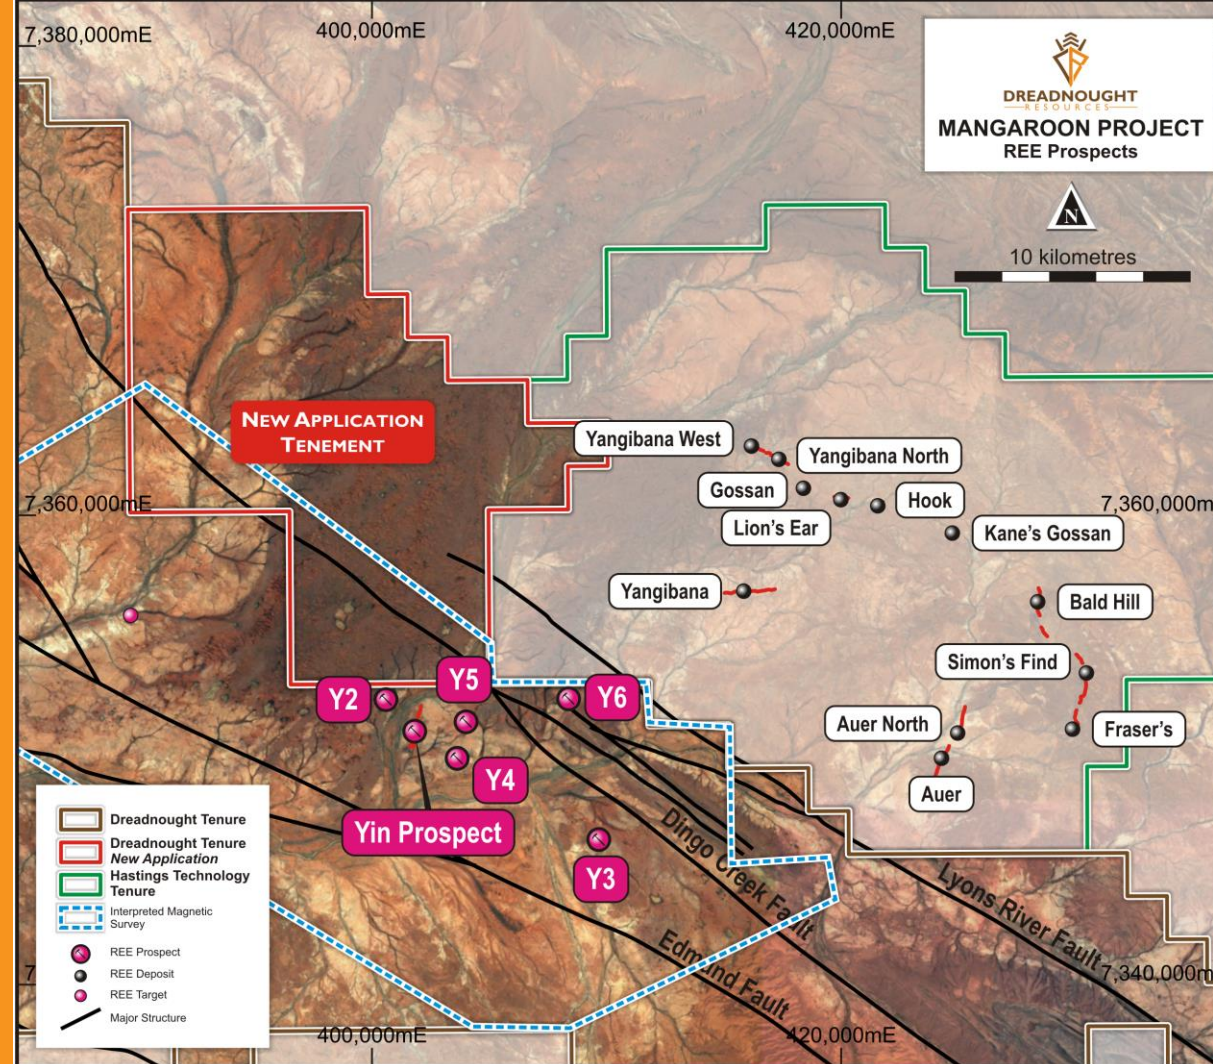 7,380,000mE
400,000mE
420,000mE
DREADNOUGHT
RESOURCES
MANGAROON PROJECT
REE Prospects
N
10 kilometres
NEW APPLICATION
TENEMENT
Yangibana West
Yangibana North
Gossan
Hook
Lion's Ear
7,360,000mE
7,360,000m
Kane's Gossan
Yangibana
Bald Hill
Simon's Find
Y5
Y2
Y6
Auer North
Fraser's
Y4
Auer
Yin Prospect
Y3
Dingo Creek Fault
Lyons River Fault
Edmund Fault
Dreadnought Tenure
Dreadnought Tenure
New Application
Hastings Technology
Tenure
Interpreted Magnetic
Survey
REE Prospect
REE Deposit
REE Target
Major Structure
7,340,000m
400,000mE
420,000mE